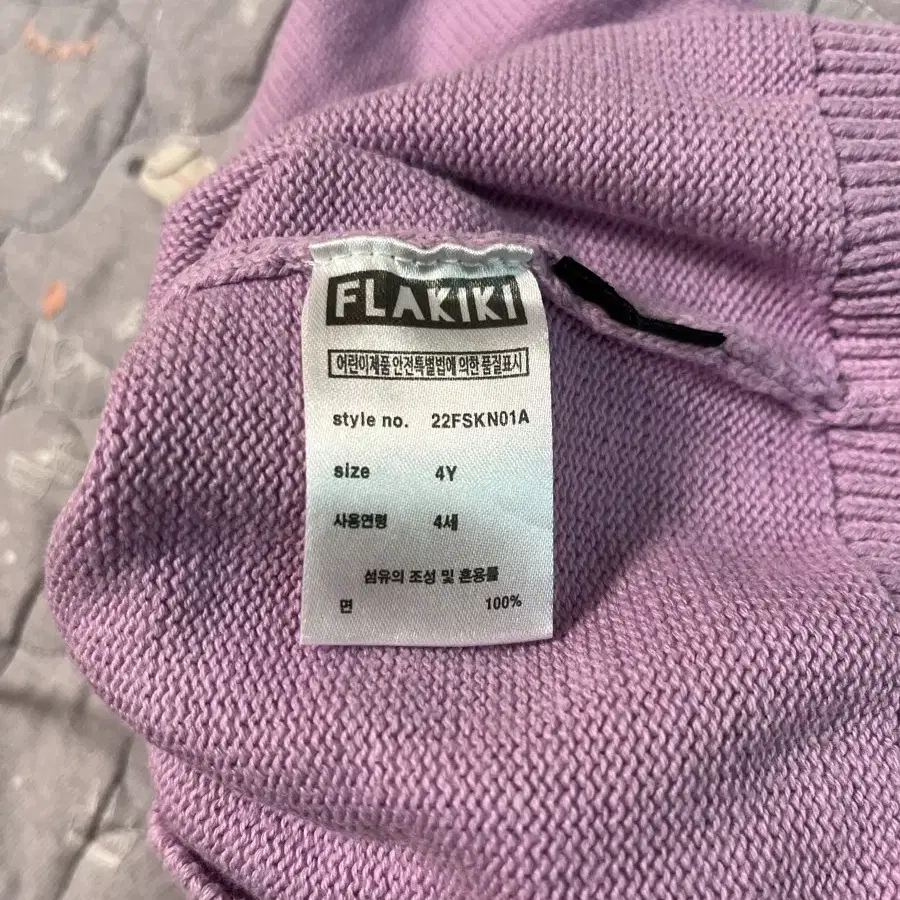 FLAKIKI
어린이제품 안전특별법에 의한 품질표시
style no. 22FSKN01A
size 4Y
사용연령 4세
섬유의 조성 및 혼용률
면 100%